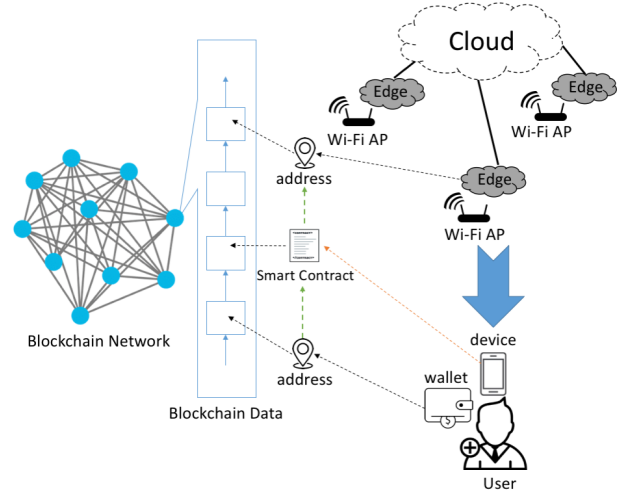 Cloud
Edge
Edge
Wi-Fi AP
Wi-Fi AP
address
Edge
Wi-Fi AP
Smart Contract
Blockchain Network
device
address
wallet
Blockchain Data
$
User